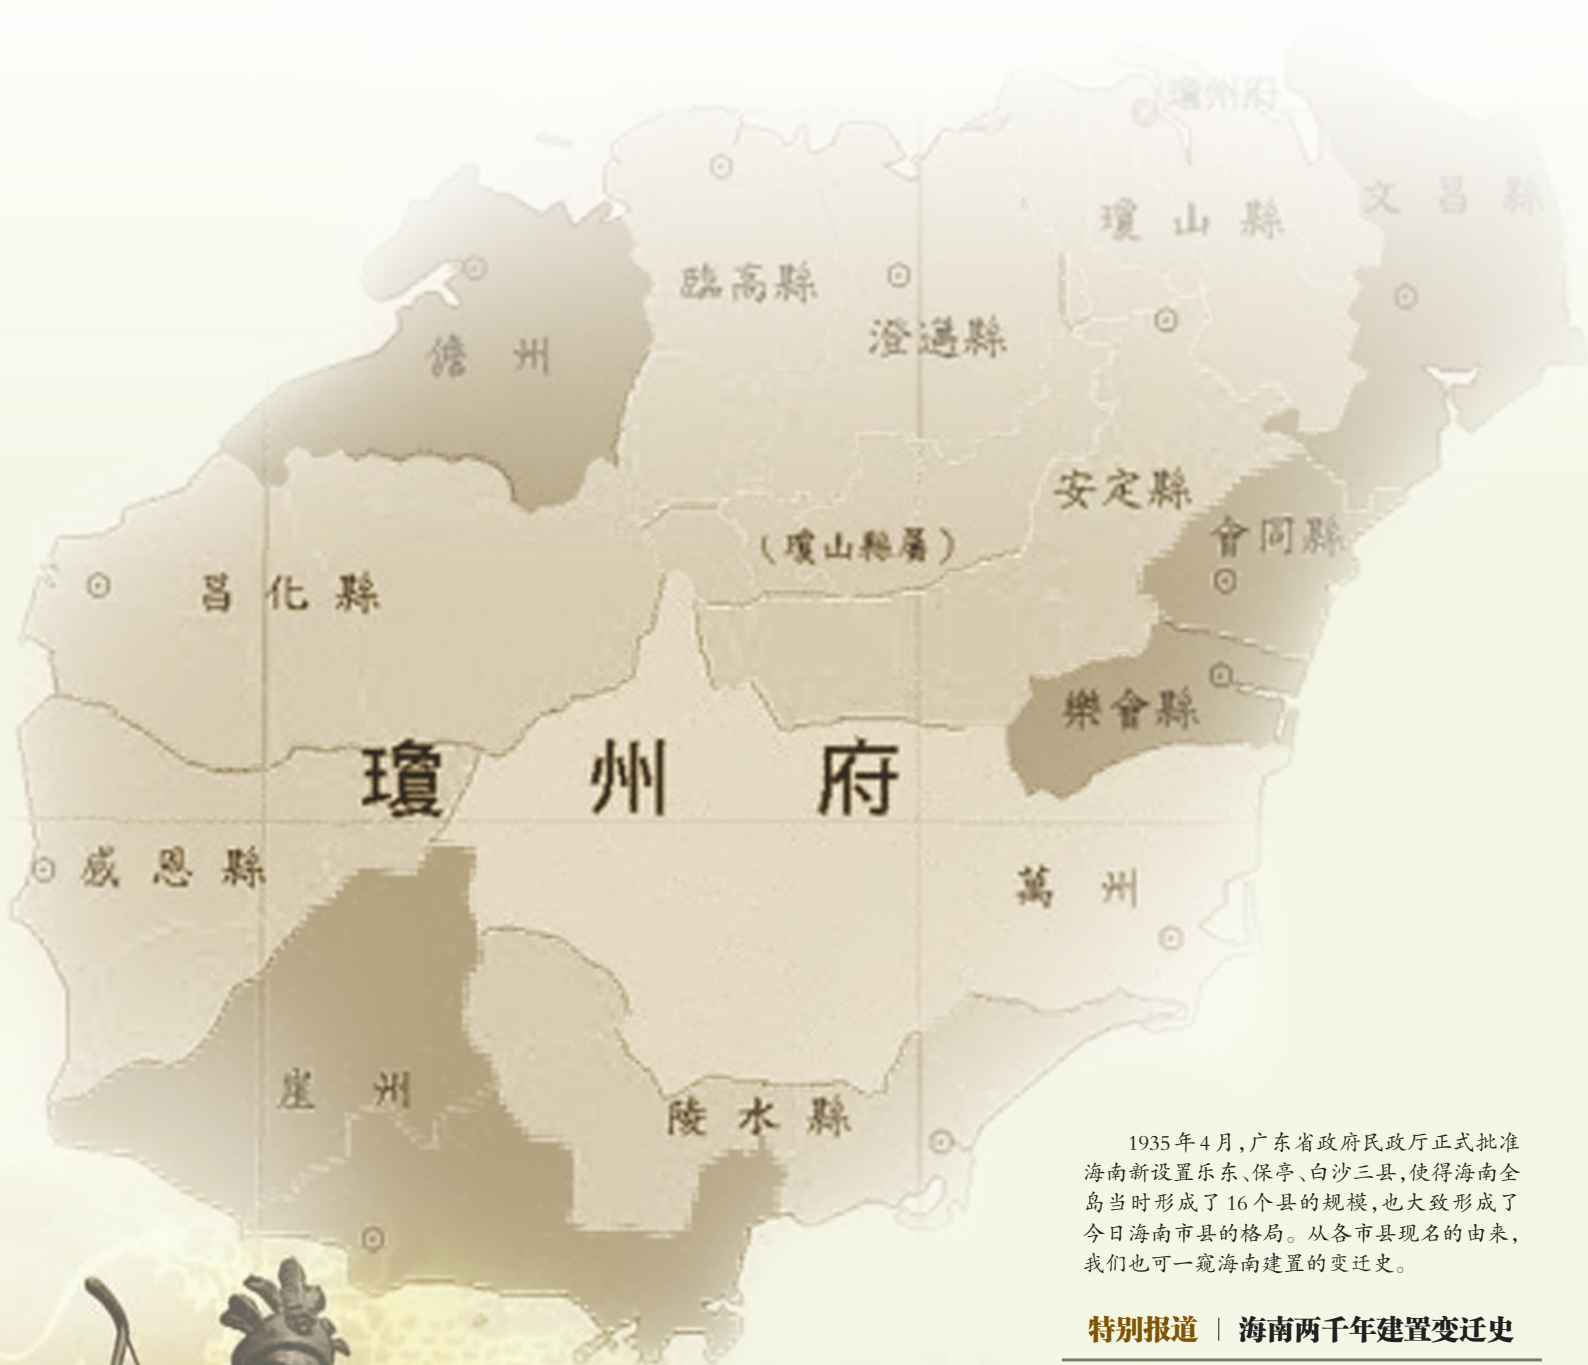 瓊州府
文昌縣
瓊山縣
臨高縣
澄邁縣
儋州
安定縣
會同縣
（瓊山縣屬）
昌化縣
樂會縣
瓊州府
感恩縣
萬州
崖州
陵水縣
1935年4月，广东省政府民政厅正式批准
海南新设置乐东、保亭、白沙三县，使得海南全
岛当时形成了16个县的规模，也大致形成了
今日海南市县的格局。从各市县现名的由来，
我们也可一窥海南建置的变迁史。
特别报道｜海南两千年建置变迁史